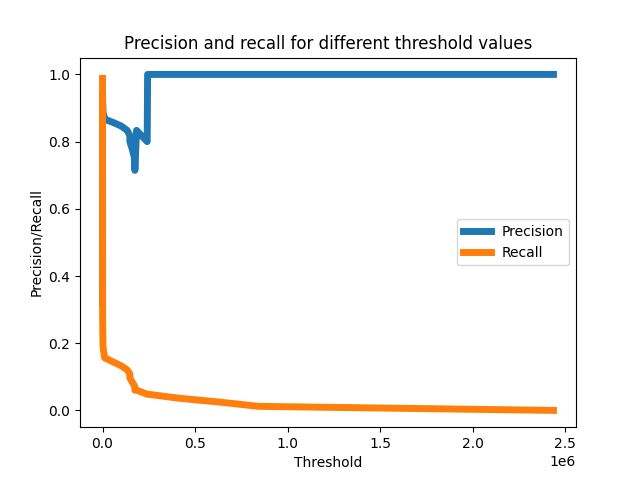 Precision and recall for different threshold values
1.0
0.8
0.6
0.4
0.2
0.0
Precision/Recall
Precision
Recall
0.0 0.5 1.0 1.5 2.0 2.5
1e6
Threshold